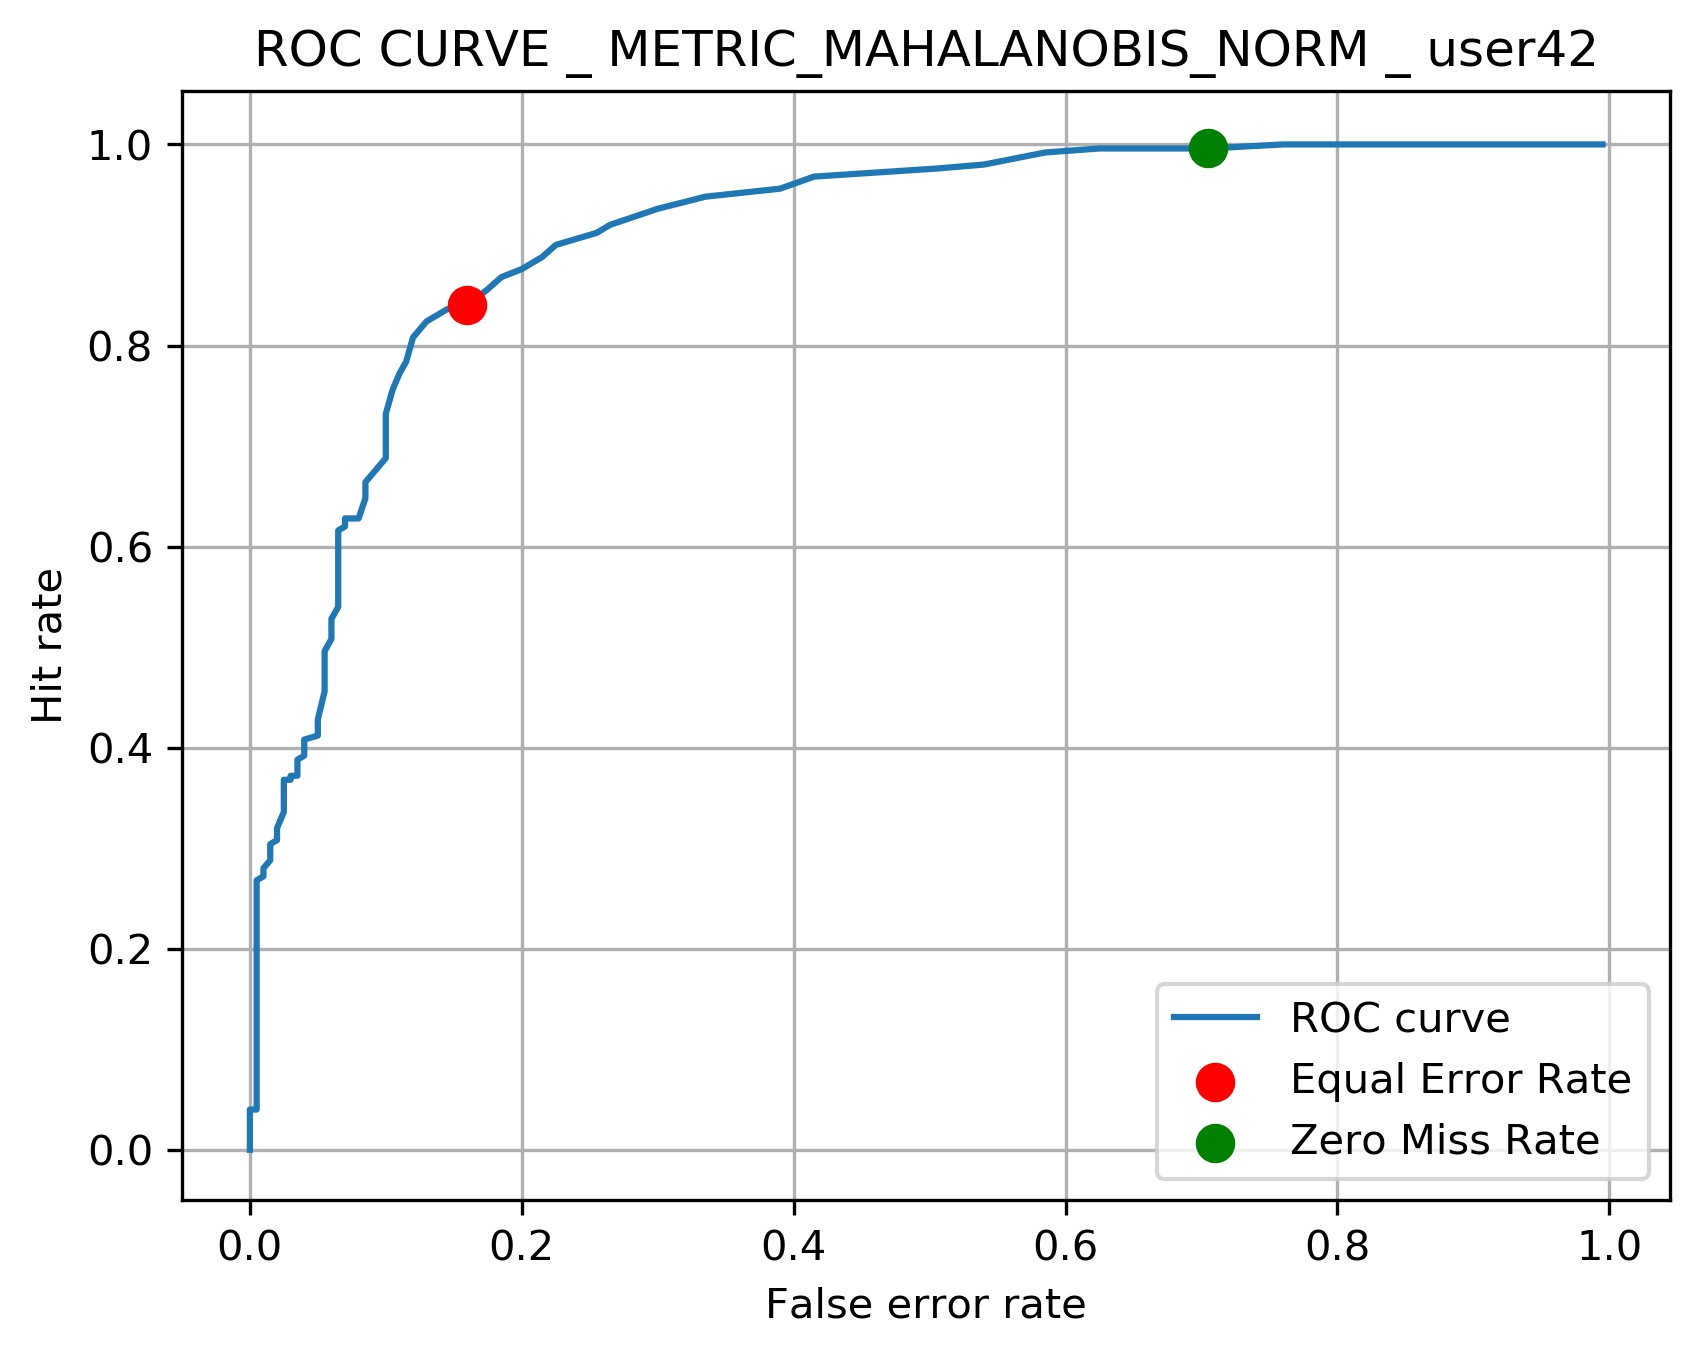 ROC CURVE _ METRIC_MAHALANOBIS_NORM _ user42
1.0
0.8
0.6
0.4
0.2
0.0
Hit rate
ROC curve
Equal Error Rate
Zero Miss Rate
0.0 0.2 0.4 0.6 0.8 1.0
False error rate